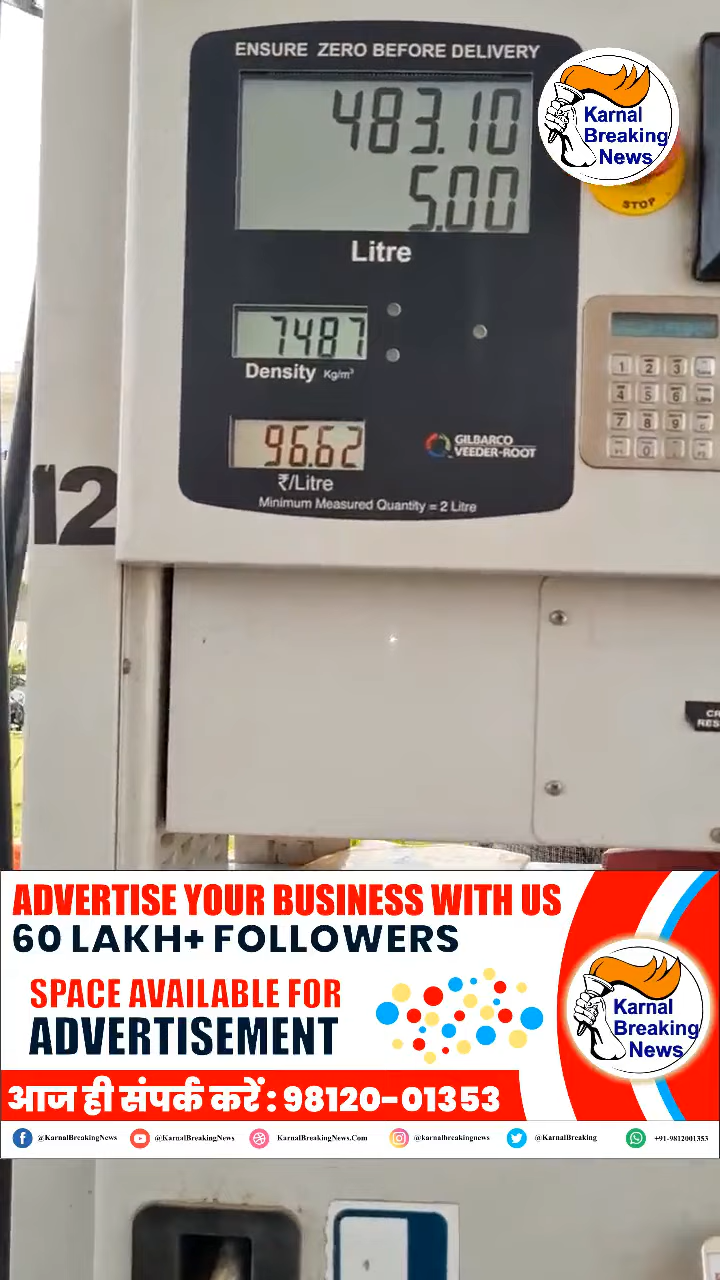 ENSURE ZERO BEFORE DELIVERY
483.10
5.00
Litre
7487
Density Kg/m³
96.62
₹/Litre
GILBARCO
VEEDER-ROOT
Minimum Measured Quantity = 2 Litre
Karnal
Breaking
News
STOP
1 2 3
4 5 6
7 8 9
0
12
ADVERTISE YOUR BUSINESS WITH US
60 LAKH+ FOLLOWERS
SPACE AVAILABLE FOR
ADVERTISEMENT
आज ही संपर्क करें : 98120-01353
Karnal
Breaking
News
@KarnalBreakingNews @KarnalBreakingNews KarnalBreakingNews.Com @karnalbreakingnews @KarnalBreaking +91-9812001353